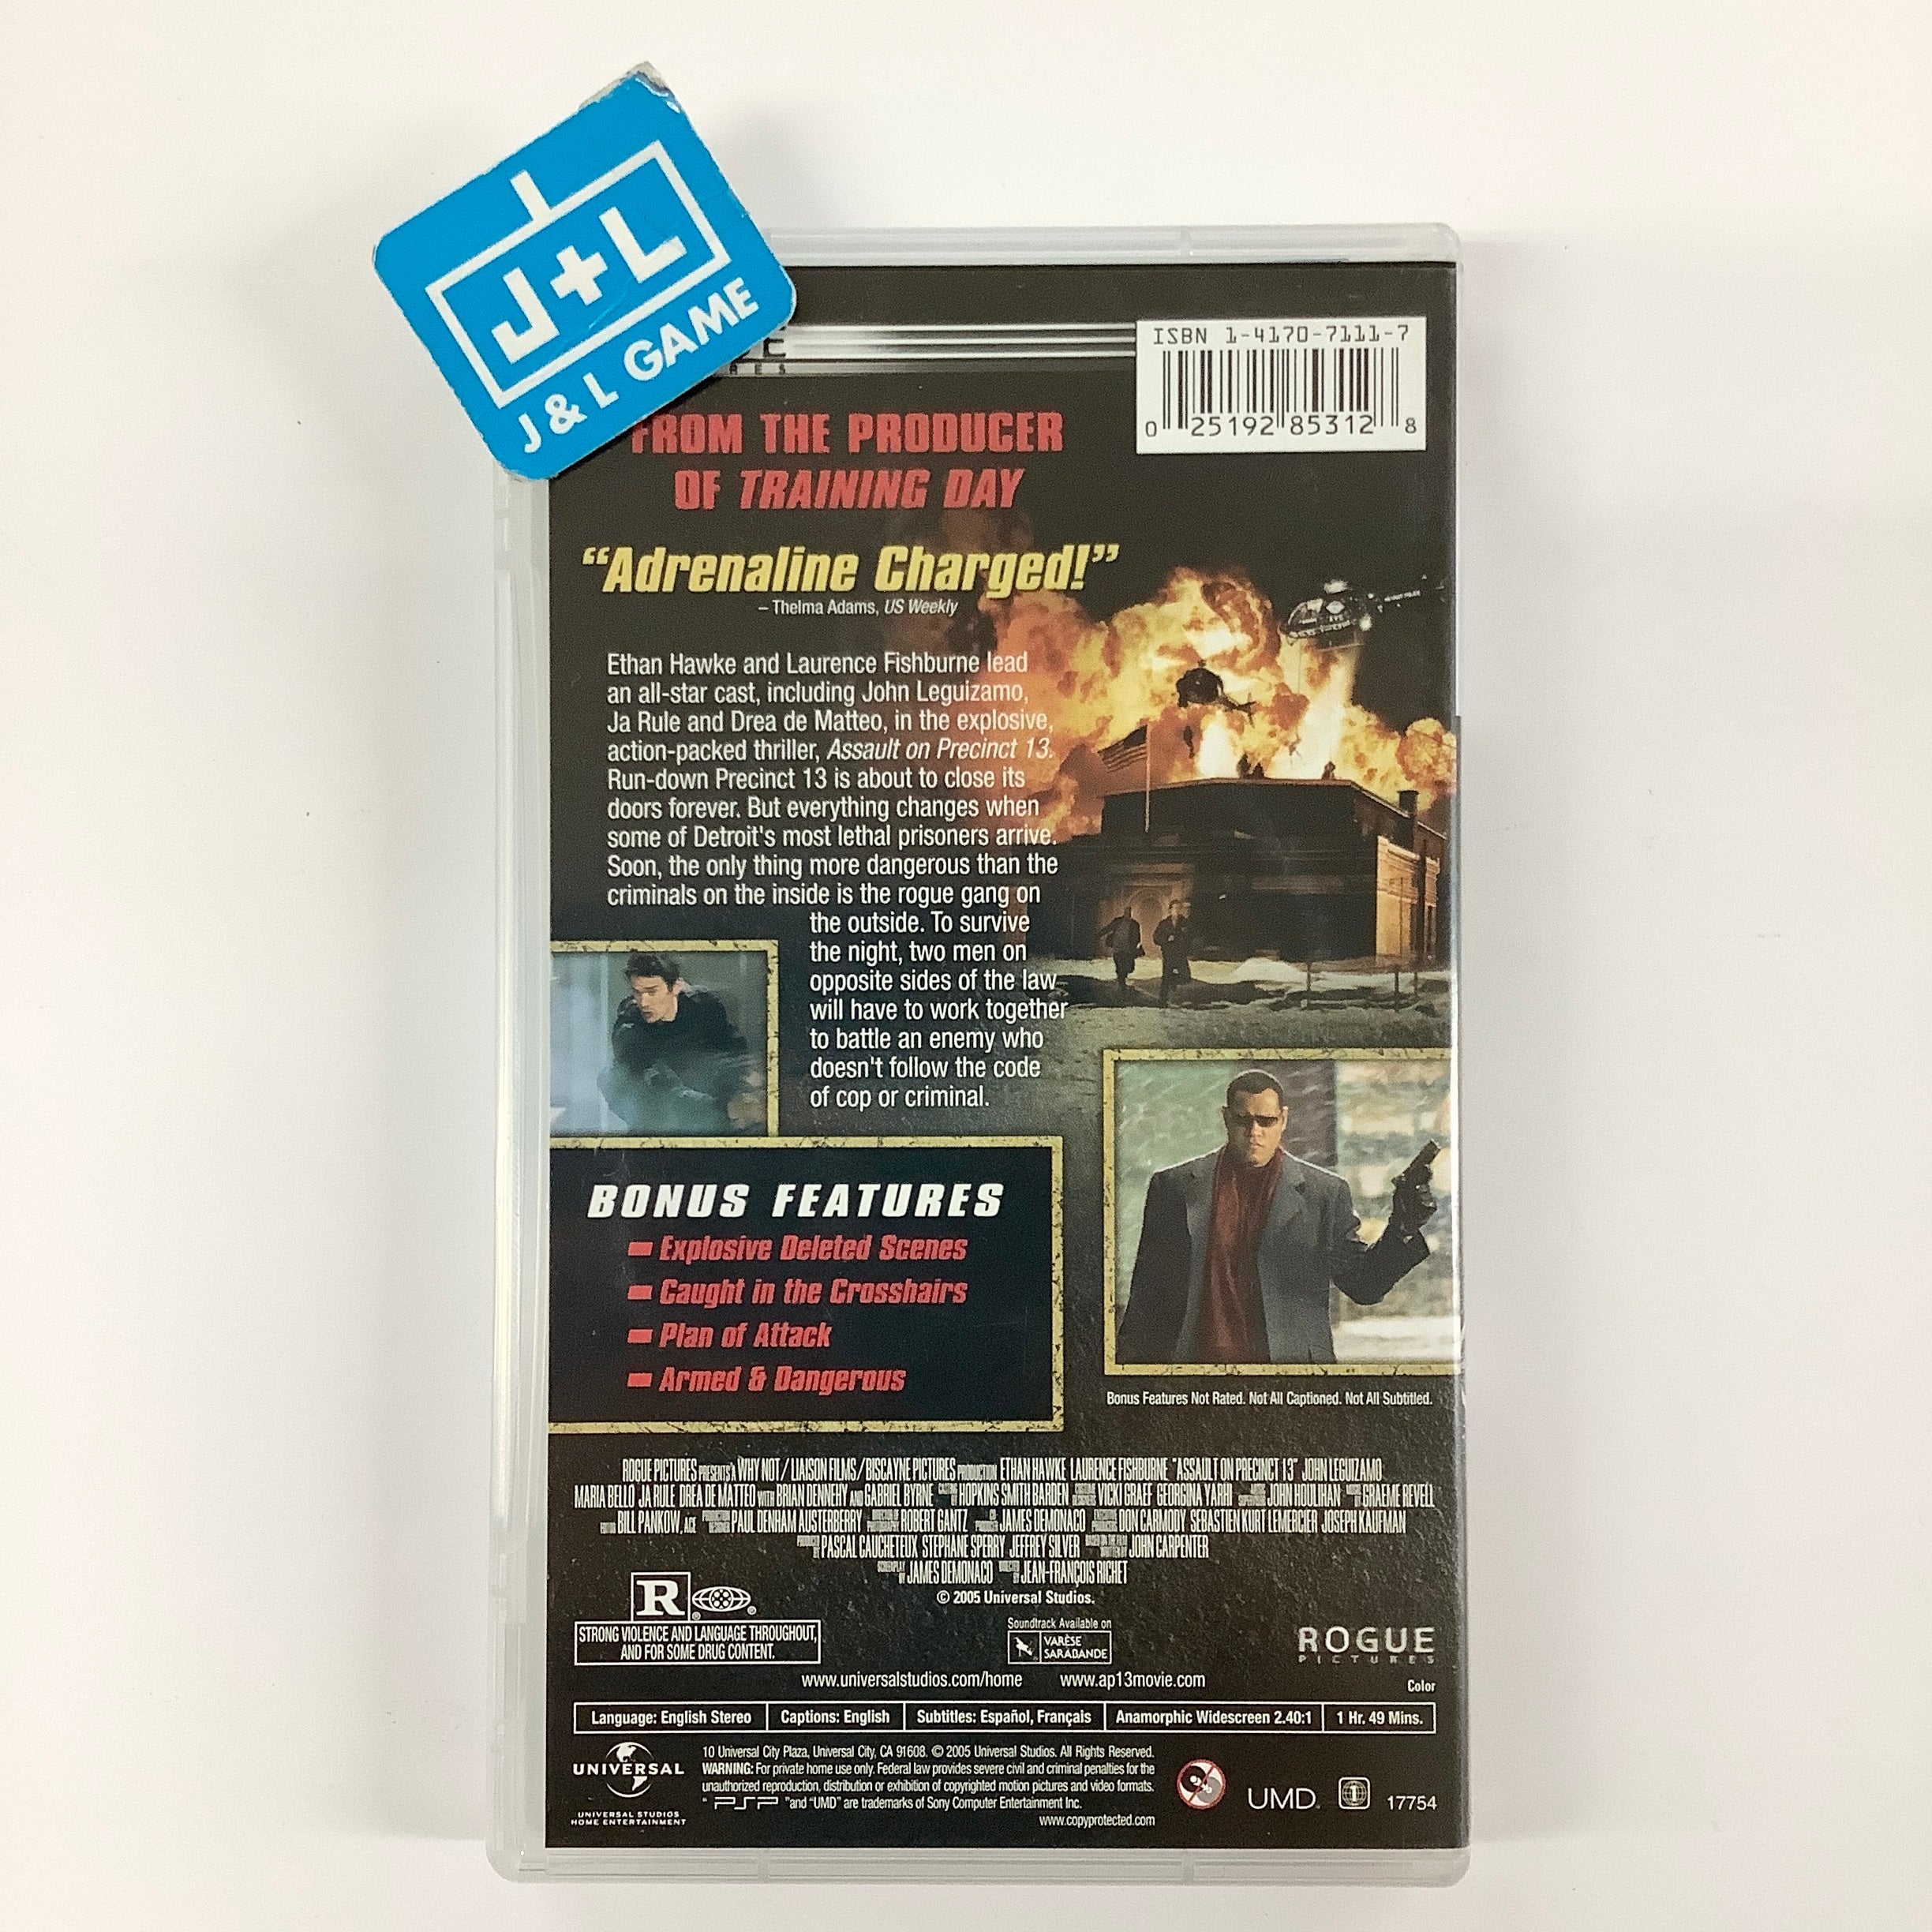 J+L
J & L GAME
ISBN 1-4170-7111-7
0 25192 85312 8
FROM THE PRODUCER
OF TRAINING DAY
“Adrenaline Charged!”
– Thelma Adams, US Weekly
Ethan Hawke and Laurence Fishburne lead
an all-star cast, including John Leguizamo,
Ja Rule and Drea de Matteo, in the explosive,
action-packed thriller, Assault on Precinct 13.
Run-down Precinct 13 is about to close its
doors forever. But everything changes when
some of Detroit's most lethal prisoners arrive.
Soon, the only thing more dangerous than the
criminals on the inside is the rogue gang on
the outside. To survive
the night, two men on
opposite sides of the law
will have to work together
to battle an enemy who
doesn't follow the code
of cop or criminal.
BONUS FEATURES
Explosive Deleted Scenes
Caught in the Crosshairs
Plan of Attack
Armed & Dangerous
Bonus Features Not Rated. Not All Captioned. Not All Subtitled.
ROGUE PICTURES PRESENTS A WHY NOT / LIAISON FILMS / BISCAYNE PICTURES PRODUCTION ETHAN HAWKE LAURENCE FISHBURNE "ASSAULT ON PRECINCT 13" JOHN LEGUIZAMO
MARIA BELLO JA RULE DREA DE MATTEO WITH BRIAN DENNEHY AND GABRIEL BYRNE HOPKINS SMITH BARDEN VICKI GRAEF GEORGINA YARHI JOHN HOULIHAN GRAEME REVELL
EDITOR BILL PANKOW, ACE PRODUCTION DESIGNER PAUL DENHAM AUSTERBERRY ROBERT GANTZ JAMES DEMONACO DON CARMODY SEBASTIEN KURT LEMERCIER JOSEPH KAUFMAN
PRODUCED BY PASCAL CAUCHETEUX STEPHANE SPERRY JEFFREY SILVER JOHN CARPENTER
SCREENPLAY BY JAMES DEMONACO DIRECTED BY JEAN-FRANÇOIS RICHET
© 2005 Universal Studios.
R
STRONG VIOLENCE AND LANGUAGE THROUGHOUT,
AND FOR SOME DRUG CONTENT.
Soundtrack Available on
VARÈSE
SARABANDE
ROGUE
PICTURES
www.universalstudios.com/home www.ap13movie.com
Color
Language: English Stereo Captions: English Subtitles: Español, Français Anamorphic Widescreen 2.40:1 1 Hr. 49 Mins.
UNIVERSAL
UNIVERSAL STUDIOS
HOME ENTERTAINMENT
10 Universal City Plaza, Universal City, CA 91608. © 2005 Universal Studios. All Rights Reserved.
WARNING: For private home use only. Federal law provides severe civil and criminal penalties for the
unauthorized reproduction, distribution or exhibition of copyrighted motion pictures and video formats.
" PSP "and "UMD" are trademarks of Sony Computer Entertainment Inc.
www.copyprotected.com
UMD
1
17754